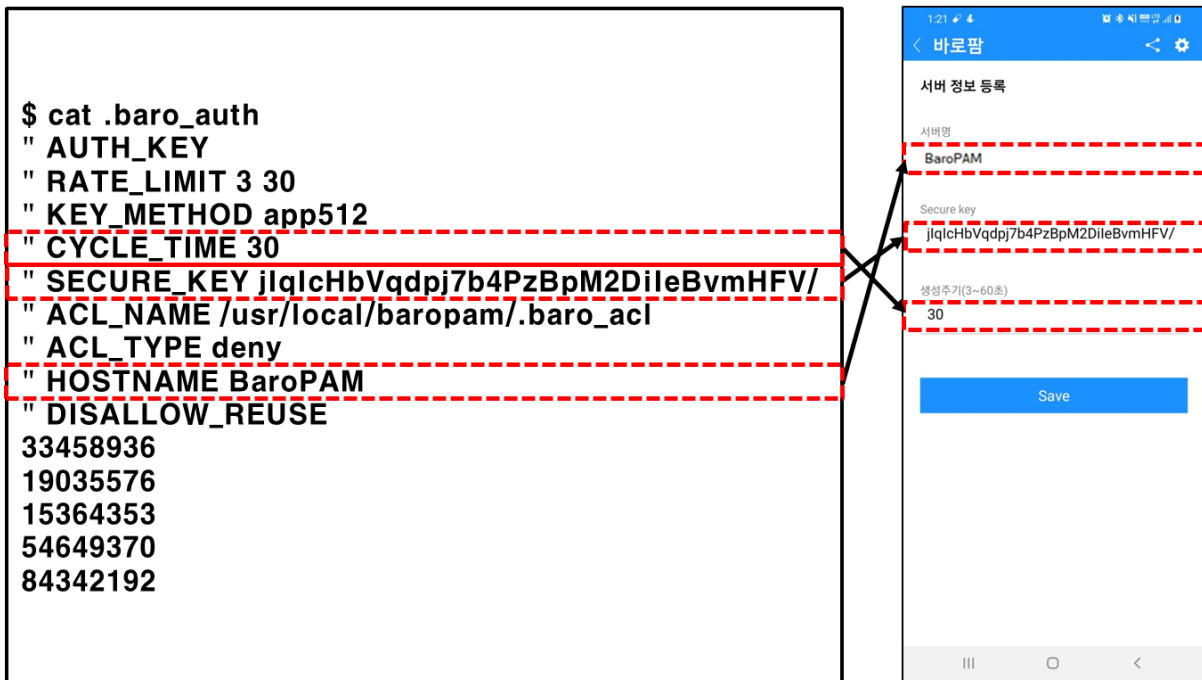 $ cat .baro_auth
" AUTH_KEY
" RATE_LIMIT 3 30
" KEY_METHOD app512
" CYCLE_TIME 30
" SECURE_KEY jIqIcHbVqdpj7b4PzBpM2DiIeBvmHFV/
" ACL_NAME /usr/local/baropam/.baro_acl
" ACL_TYPE deny
" HOSTNAME BaroPAM
" DISALLOW_REUSE
33458936
19035576
15364353
54649370
84342192
1:21
바로팜
서버 정보 등록
서버명
BaroPAM
Secure key
jIqIcHbVqdpj7b4PzBpM2DiIeBvmHFV/
생성주기(3~60초)
30
Save